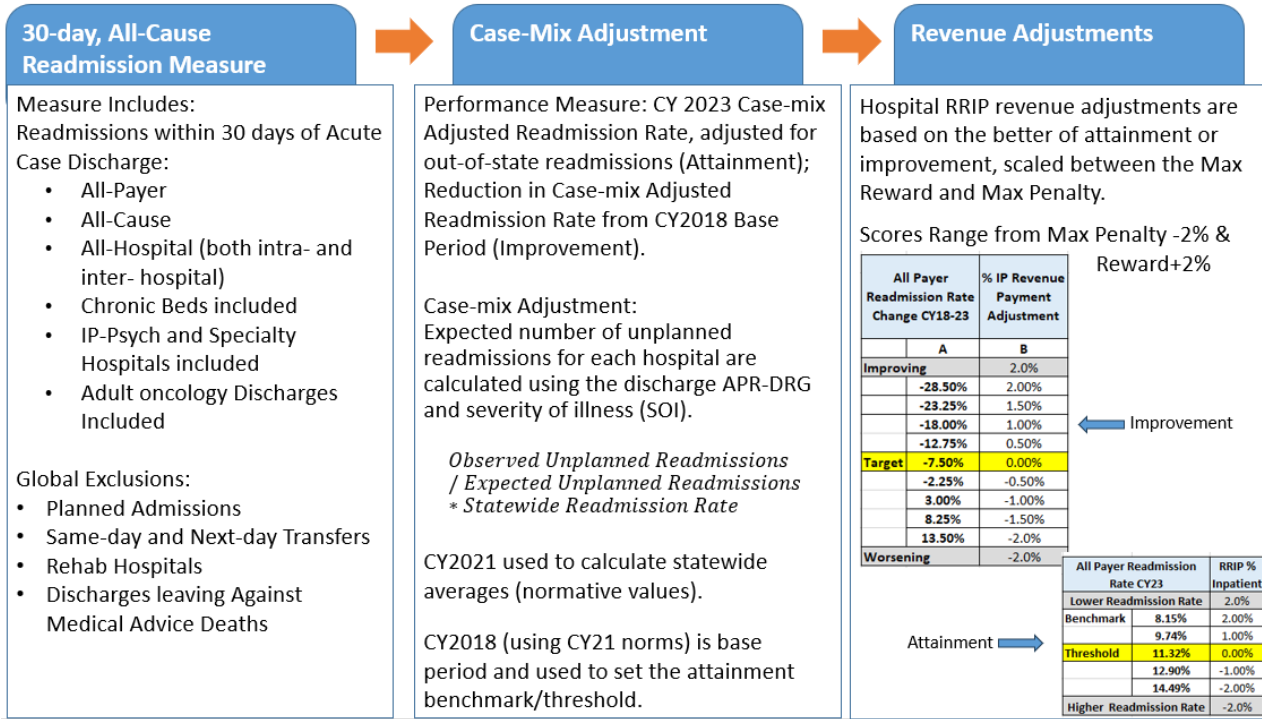 30-day, All-Cause
Readmission Measure
Measure Includes:
Readmissions within 30 days of Acute
Case Discharge:
• All-Payer
• All-Cause
• All-Hospital (both intra- and
inter- hospital)
• Chronic Beds included
• IP-Psych and Specialty
Hospitals included
• Adult oncology Discharges
Included
Global Exclusions:
• Planned Admissions
• Same-day and Next-day Transfers
• Rehab Hospitals
• Discharges leaving Against
Medical Advice Deaths
Case-Mix Adjustment
Performance Measure: CY 2023 Case-mix
Adjusted Readmission Rate, adjusted for
out-of-state readmissions (Attainment);
Reduction in Case-mix Adjusted
Readmission Rate from CY2018 Base
Period (Improvement).
Case-mix Adjustment:
Expected number of unplanned
readmissions for each hospital are
calculated using the discharge APR-DRG
and severity of illness (SOI).
Observed Unplanned Readmissions
/ Expected Unplanned Readmissions
* Statewide Readmission Rate
CY2021 used to calculate statewide
averages (normative values).
CY2018 (using CY21 norms) is base
period and used to set the attainment
benchmark/threshold.
Revenue Adjustments
Hospital RRIP revenue adjustments are
based on the better of attainment or
improvement, scaled between the Max
Reward and Max Penalty.
Scores Range from Max Penalty -2% &
Reward+2%
All Payer
Readmission Rate
Change CY18-23
% IP Revenue
Payment
Adjustment
A B
Improving 2.0%
-28.50% 2.00%
-23.25% 1.50%
-18.00% 1.00%
-12.75% 0.50%
Target -7.50% 0.00%
-2.25% -0.50%
3.00% -1.00%
8.25% -1.50%
13.50% -2.0%
Worsening -2.0%
Improvement
Attainment
All Payer Readmission
Rate CY23
RRIP %
Inpatient
Lower Readmission Rate 2.0%
Benchmark 8.15% 2.00%
9.74% 1.00%
Threshold 11.32% 0.00%
12.90% -1.00%
14.49% -2.00%
Higher Readmission Rate -2.0%